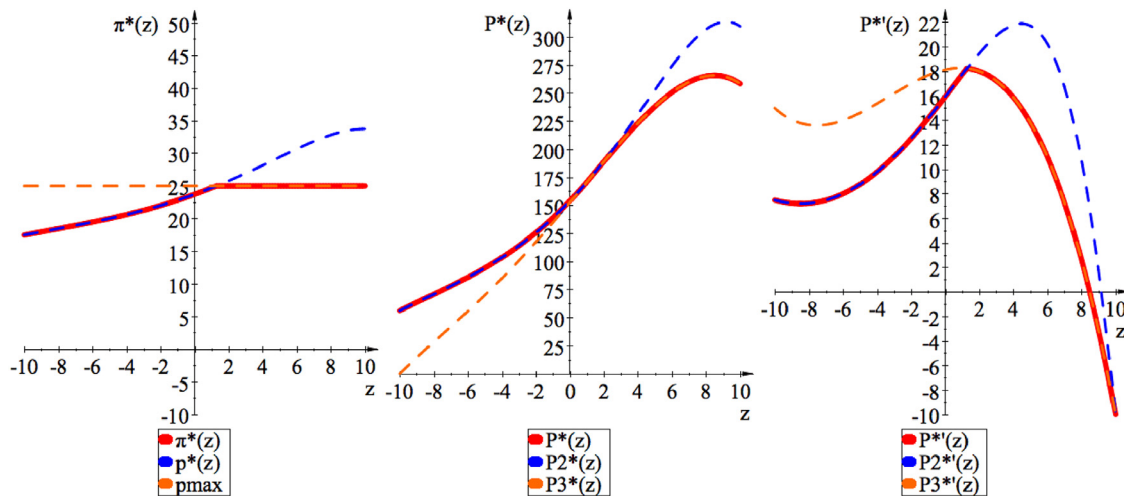 π*(z)
50
45
40
35
30
25
20
15
10
5
-5
-10
-10 -8 -6 -4 -2 2 4 6 8 10
z
π*(z)
p*(z)
pmax
P*(z)
300
275
250
225
200
175
150
125
100
75
50
25
-10 -8 -6 -4 -2 0 2 4 6 8 10
z
P*(z)
P2*(z)
P3*(z)
P*'(z)
22
20
18
16
14
12
10
8
6
4
2
-2
-4
-6
-8
-10
-10 -8 -6 -4 -2 2 4 6 8 10
z
P*'(z)
P2*'(z)
P3*'(z)